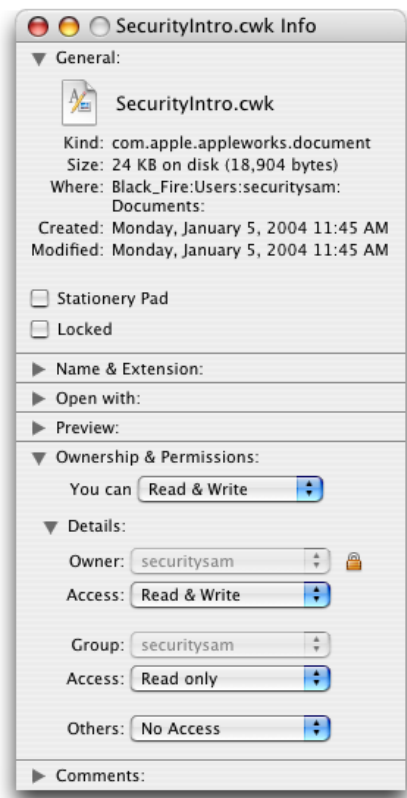 SecurityIntro.cwk Info
General:
SecurityIntro.cwk
Kind: com.apple.appleworks.document
Size: 24 KB on disk (18,904 bytes)
Where: Black_Fire:Users:securitysam:
Documents:
Created: Monday, January 5, 2004 11:45 AM
Modified: Monday, January 5, 2004 11:45 AM
Stationery Pad
Locked
Name & Extension:
Open with:
Preview:
Ownership & Permissions:
You can Read & Write
Details:
Owner: securitysam
Access: Read & Write
Group: securitysam
Access: Read only
Others: No Access
Comments: